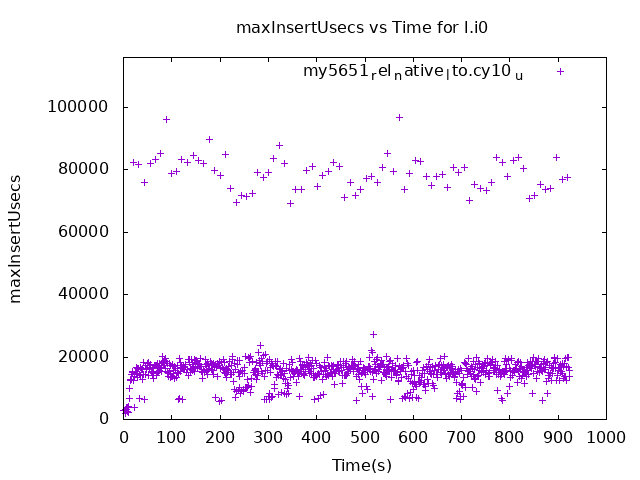 maxInsertUsecs vs Time for l.i0
my5651rel_native_lto.cy10_u
100000
80000
60000
40000
20000
0
maxInsertUsecs
0 100 200 300 400 500 600 700 800 900 1000
Time(s)